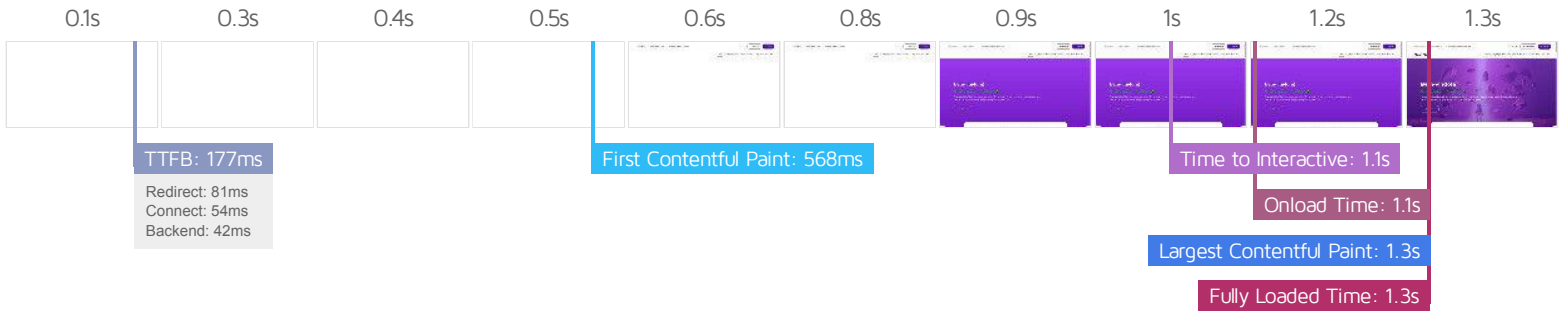 0.1s
0.3s
0.4s
0.5s
0.6s
0.8s
0.9s
1s
1.2s
1.3s
TTFB: 177ms
First Contentful Paint: 568ms
Time to Interactive: 1.1s
Redirect: 81ms
Connect: 54ms
Backend: 42ms
Onload Time: 1.1s
Largest Contentful Paint: 1.3s
Fully Loaded Time: 1.3s